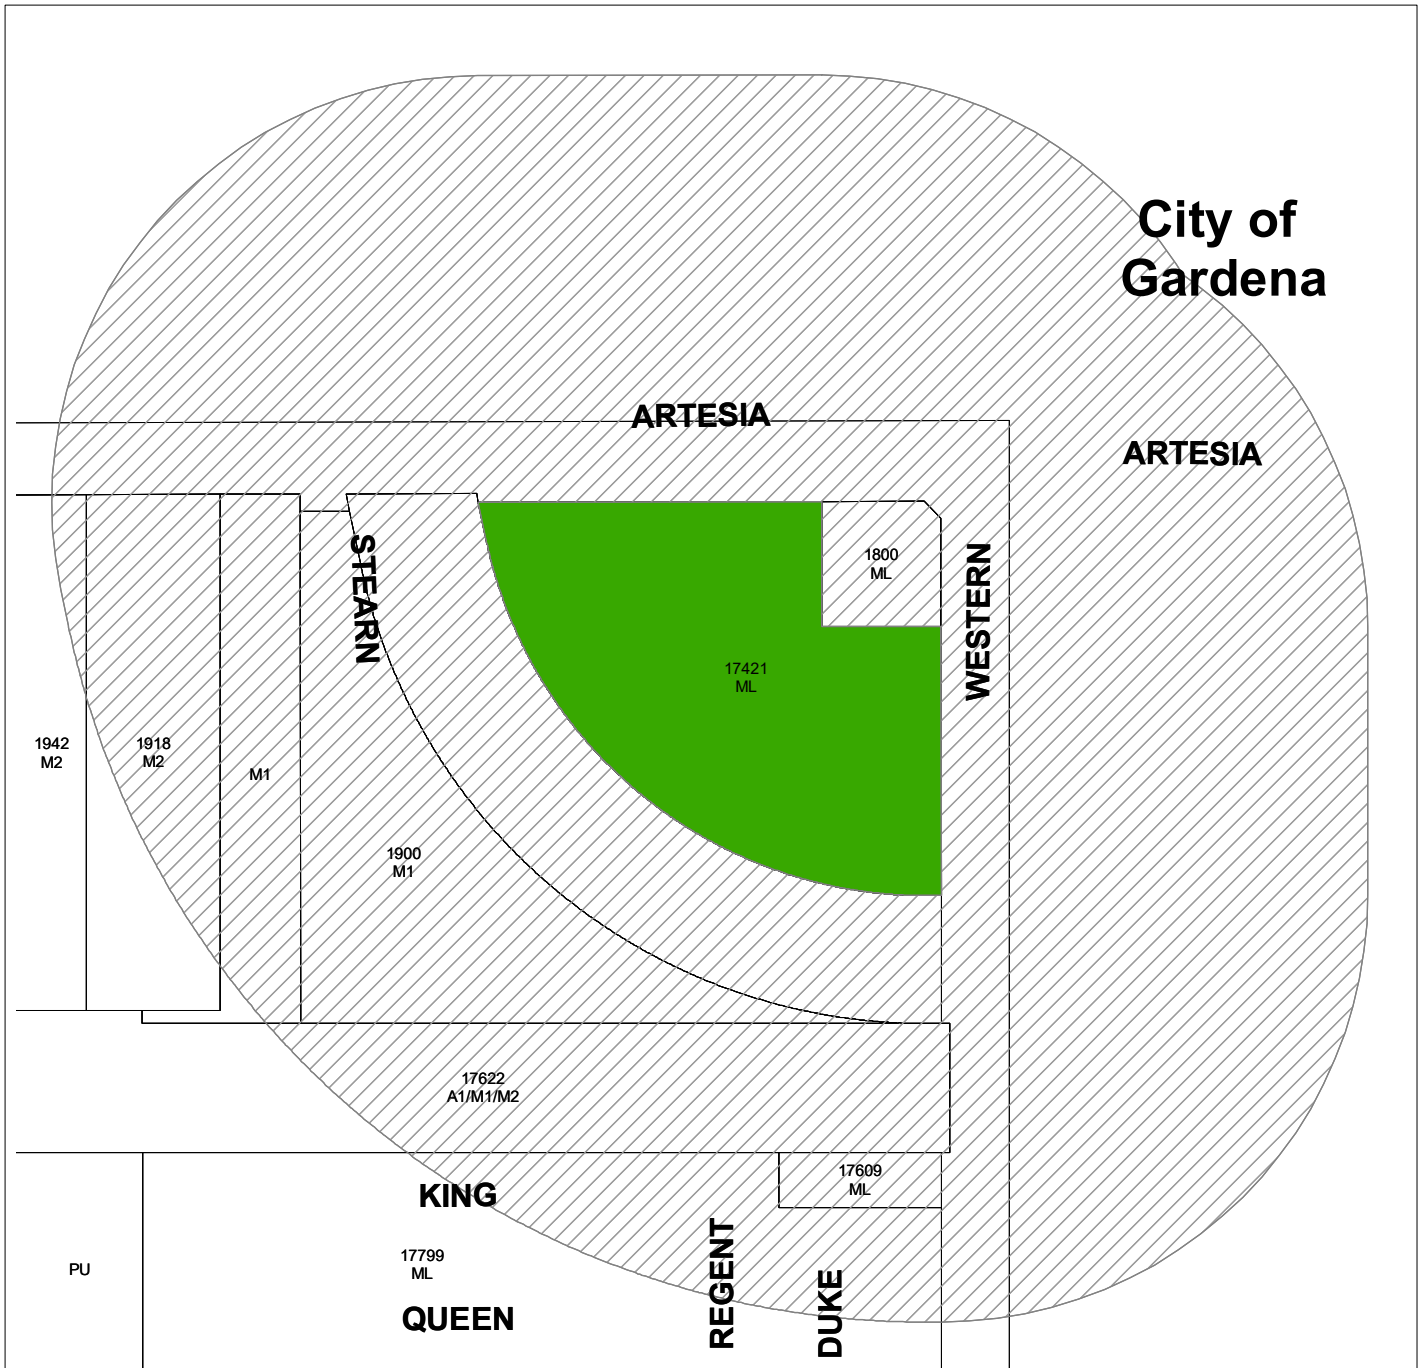 City of
Gardena
ARTESIA
ARTESIA
STEARN
WESTERN
1800
ML
17421
ML
1942
M2
1918
M2
M1
1900
M1
17622
A1/M1/M2
17609
ML
KING
REGENT
DUKE
17799
ML
PU
QUEEN